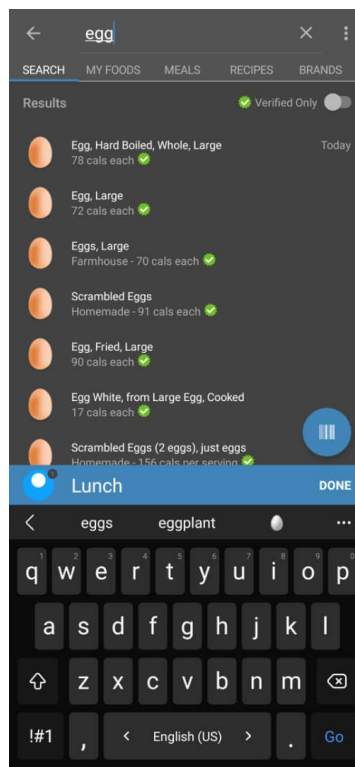 egg
SEARCH MY FOODS MEALS RECIPES BRANDS
Results Verified Only
Egg, Hard Boiled, Whole, Large Today
78 cals each
Egg, Large
72 cals each
Eggs, Large
Farmhouse - 70 cals each
Scrambled Eggs
Homemade - 91 cals each
Egg, Fried, Large
90 cals each
Egg White, from Large Egg, Cooked
17 cals each
Scrambled Eggs (2 eggs), just eggs
Homemade - 156 cals per serving
1
Lunch DONE
eggs eggplant
1 2 3 4 5 6 7 8 9 0
q w e r t y u i o p
a s d f g h j k l
z x c v b n m
!#1 , < English (US) > . Go